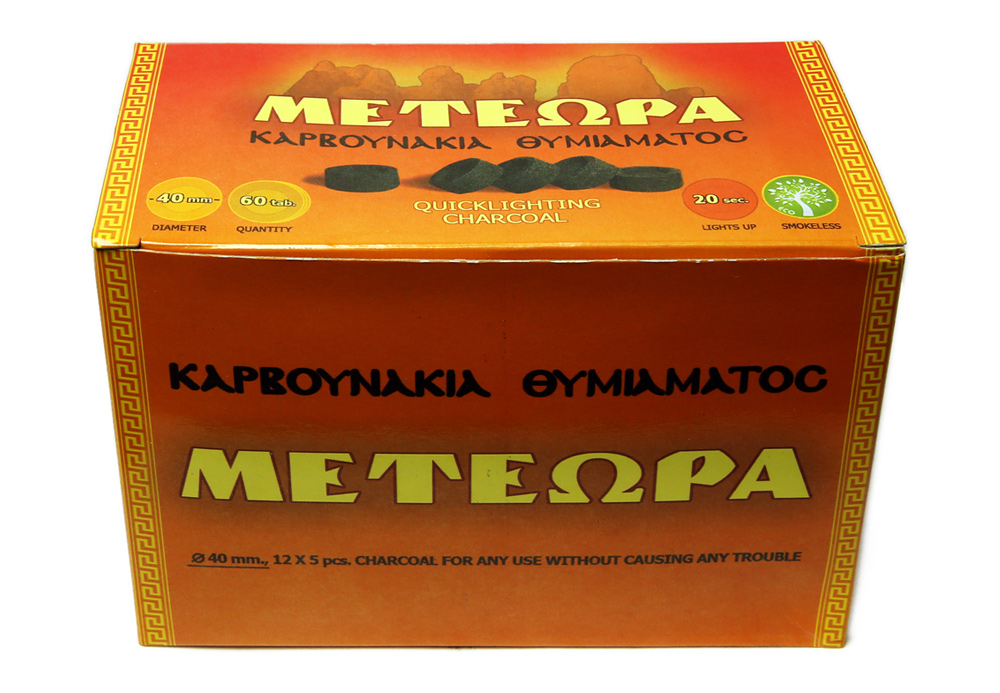 ΜΕΤΕΩΡΑ
ΚΑΡΒΟΥΝΑΚΙΑ ΘΥΜΙΑΜΑΤΟC
40 mm
60 tab.
QUICKLIGHTING
CHARCOAL
20 sec.
ECO
DIAMETER
QUANTITY
LIGHTS UP
SMOKELESS
ΚΑΡΒΟΥΝΑΚΙΑ ΘΥΜΙΑΜΑΤΟC
ΜΕΤΕΩΡΑ
Ø 40 mm., 12 X 5 pcs. CHARCOAL FOR ANY USE WITHOUT CAUSING ANY TROUBLE